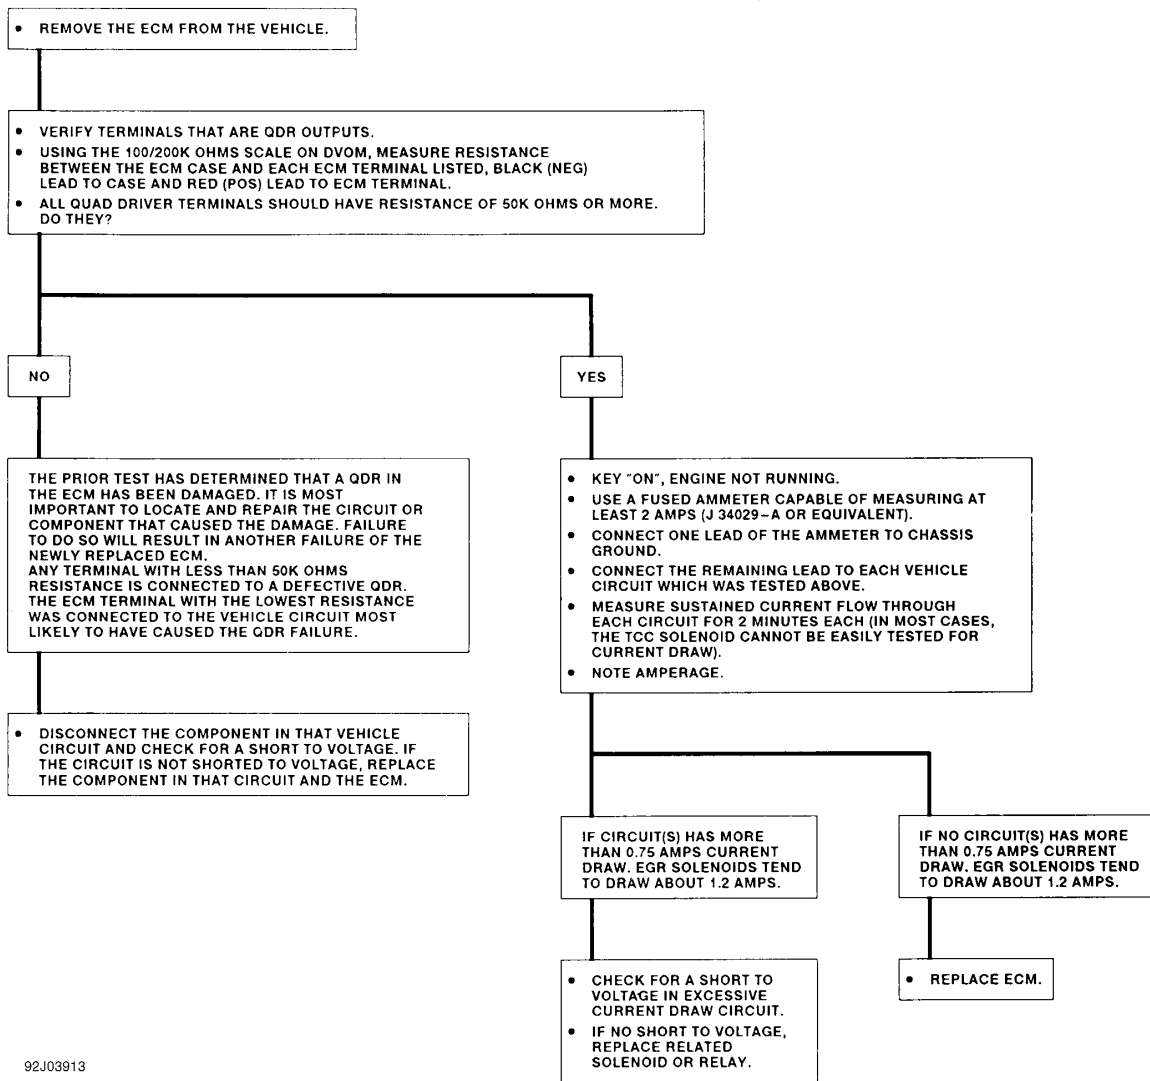 • REMOVE THE ECM FROM THE VEHICLE.
• VERIFY TERMINALS THAT ARE QDR OUTPUTS.
• USING THE 100/200K OHMS SCALE ON DVOM, MEASURE RESISTANCE
BETWEEN THE ECM CASE AND EACH ECM TERMINAL LISTED, BLACK (NEG)
LEAD TO CASE AND RED (POS) LEAD TO ECM TERMINAL.
• ALL QUAD DRIVER TERMINALS SHOULD HAVE RESISTANCE OF 50K OHMS OR MORE.
DO THEY?
NO
THE PRIOR TEST HAS DETERMINED THAT A QDR IN
THE ECM HAS BEEN DAMAGED. IT IS MOST
IMPORTANT TO LOCATE AND REPAIR THE CIRCUIT OR
COMPONENT THAT CAUSED THE DAMAGE. FAILURE
TO DO SO WILL RESULT IN ANOTHER FAILURE OF THE
NEWLY REPLACED ECM.
ANY TERMINAL WITH LESS THAN 50K OHMS
RESISTANCE IS CONNECTED TO A DEFECTIVE QDR.
THE ECM TERMINAL WITH THE LOWEST RESISTANCE
WAS CONNECTED TO THE VEHICLE CIRCUIT MOST
LIKELY TO HAVE CAUSED THE QDR FAILURE.
• DISCONNECT THE COMPONENT IN THAT VEHICLE
CIRCUIT AND CHECK FOR A SHORT TO VOLTAGE. IF
THE CIRCUIT IS NOT SHORTED TO VOLTAGE, REPLACE
THE COMPONENT IN THAT CIRCUIT AND THE ECM.
YES
• KEY "ON", ENGINE NOT RUNNING.
• USE A FUSED AMMETER CAPABLE OF MEASURING AT
LEAST 2 AMPS (J 34029-A OR EQUIVALENT).
• CONNECT ONE LEAD OF THE AMMETER TO CHASSIS
GROUND.
• CONNECT THE REMAINING LEAD TO EACH VEHICLE
CIRCUIT WHICH WAS TESTED ABOVE.
• MEASURE SUSTAINED CURRENT FLOW THROUGH
EACH CIRCUIT FOR 2 MINUTES EACH (IN MOST CASES,
THE TCC SOLENOID CANNOT BE EASILY TESTED FOR
CURRENT DRAW).
• NOTE AMPERAGE.
IF CIRCUIT(S) HAS MORE
THAN 0.75 AMPS CURRENT
DRAW. EGR SOLENOIDS TEND
TO DRAW ABOUT 1.2 AMPS.
• CHECK FOR A SHORT TO
VOLTAGE IN EXCESSIVE
CURRENT DRAW CIRCUIT.
• IF NO SHORT TO VOLTAGE,
REPLACE RELATED
SOLENOID OR RELAY.
IF NO CIRCUIT(S) HAS MORE
THAN 0.75 AMPS CURRENT
DRAW. EGR SOLENOIDS TEND
TO DRAW ABOUT 1.2 AMPS.
• REPLACE ECM.
92J03913